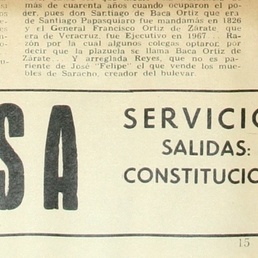 más de cuarenta años cuando ocuparon el po-
der, pues don Santiago de Baca Ortiz que era
de Santiago Papasquiaro fue mandamás en 1826
y el General Francisco Ortiz de Zárate, que
era de Veracruz, fue Ejecutivo en 1967 . . Ra-
zón por la cual algunos colegas optaron, por
decir que la plazuela se llama Baca Ortiz de
Zárate. Y arreglada Reyes, que no es pa-
riente de José "Felipe" el que vende los mue-
bles de Saracho, creador del hulevar.
SA
SERVICIO
SALIDAS:
CONSTITUCIO
15